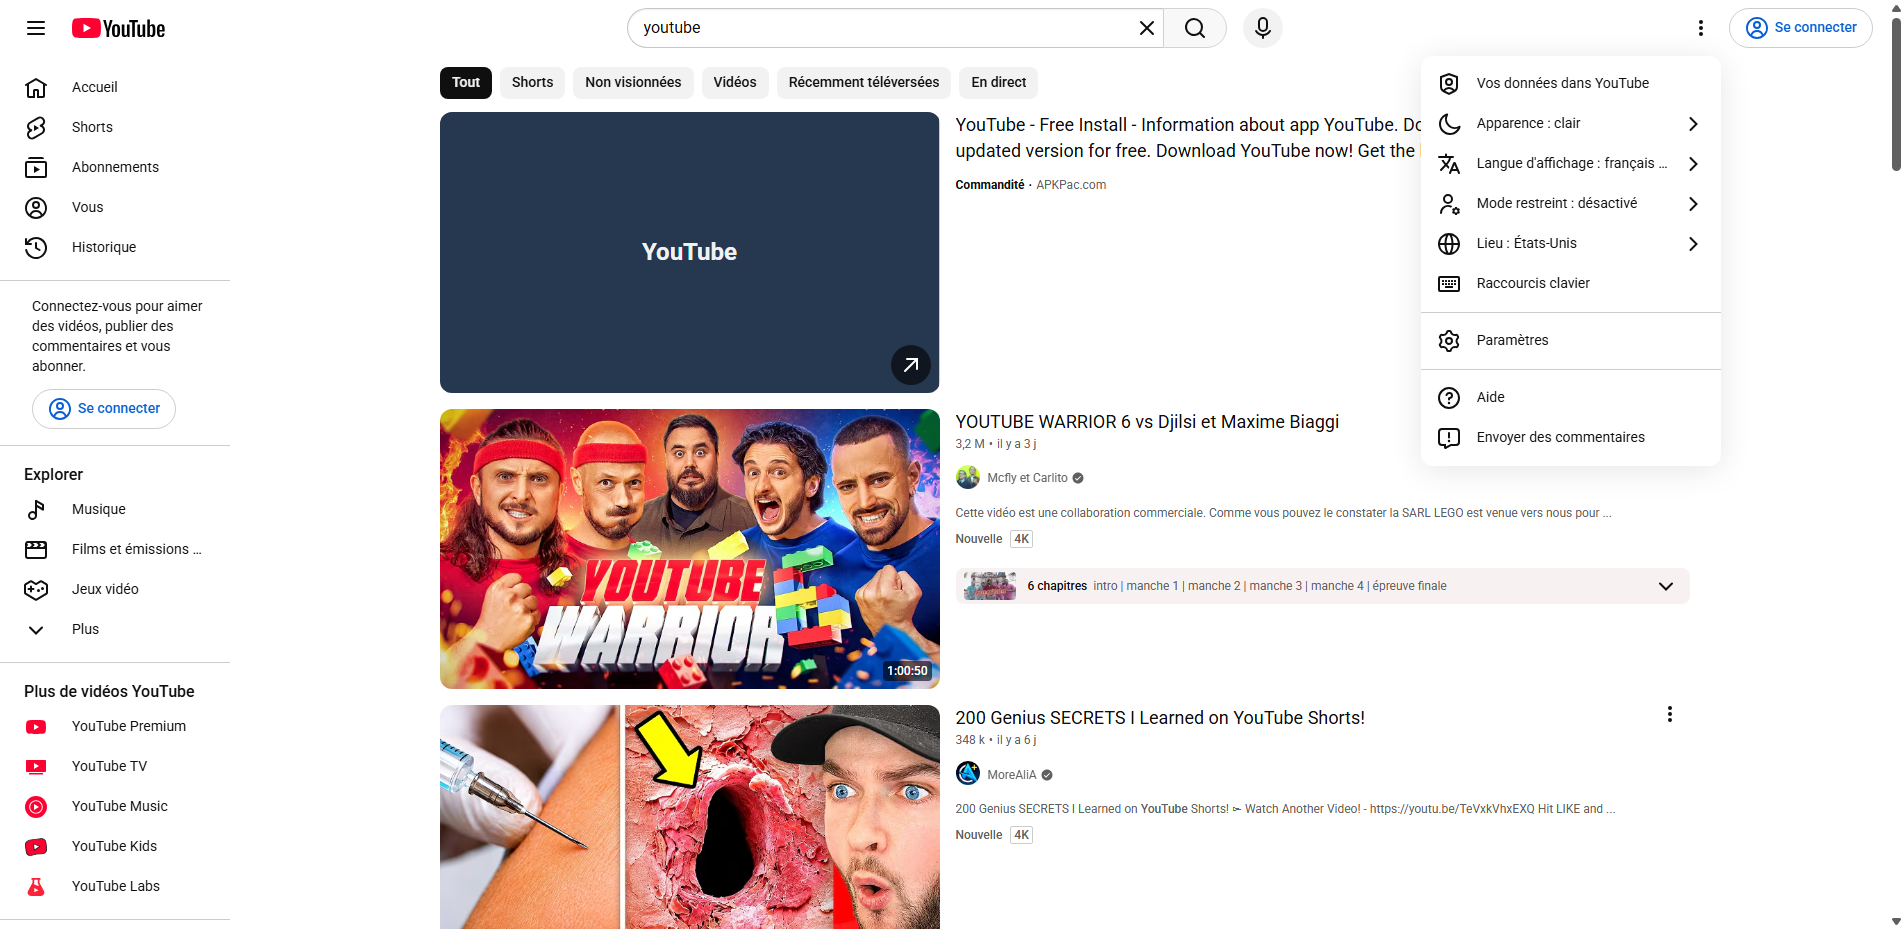 YouTube
youtube
Se connecter
Accueil
Shorts
Abonnements
Vous
Historique
Connectez-vous pour aimer
des vidéos, publier des
commentaires et vous
abonner.
Se connecter
Explorer
Musique
Films et émissions ...
Jeux vidéo
Plus
Plus de vidéos YouTube
YouTube Premium
YouTube TV
YouTube Music
YouTube Kids
YouTube Labs
Tout
Shorts
Non visionnées
Vidéos
Récemment téléversées
En direct
YouTube
YouTube - Free Install - Information about app YouTube.
updated version for free. Download YouTube now! Get the
Commandité · APKPac.com
YOUTUBE
WARRIOR 6
1:00:50
YOUTUBE WARRIOR 6 vs Djilsi et Maxime Biaggi
3,2 M • il y a 3 j
Mcfly et Carlito
Cette vidéo est une collaboration commerciale. Comme vous pouvez le constater la SARL LEGO est venue vers nous pour ...
Nouvelle 4K
6 chapitres intro | manche 1 | manche 2 | manche 3 | manche 4 | épreuve finale
200 Genius SECRETS I Learned on YouTube Shorts!
348 k • il y a 6 j
MoreAliA
200 Genius SECRETS I Learned on YouTube Shorts! ➛ Watch Another Video! - https://youtu.be/TeVxkVhxEXQ Hit LIKE and ...
Nouvelle 4K
Vos données dans YouTube
Apparence : clair
Langue d'affichage : français ...
Mode restreint : désactivé
Lieu : États-Unis
Raccourcis clavier
Paramètres
Aide
Envoyer des commentaires